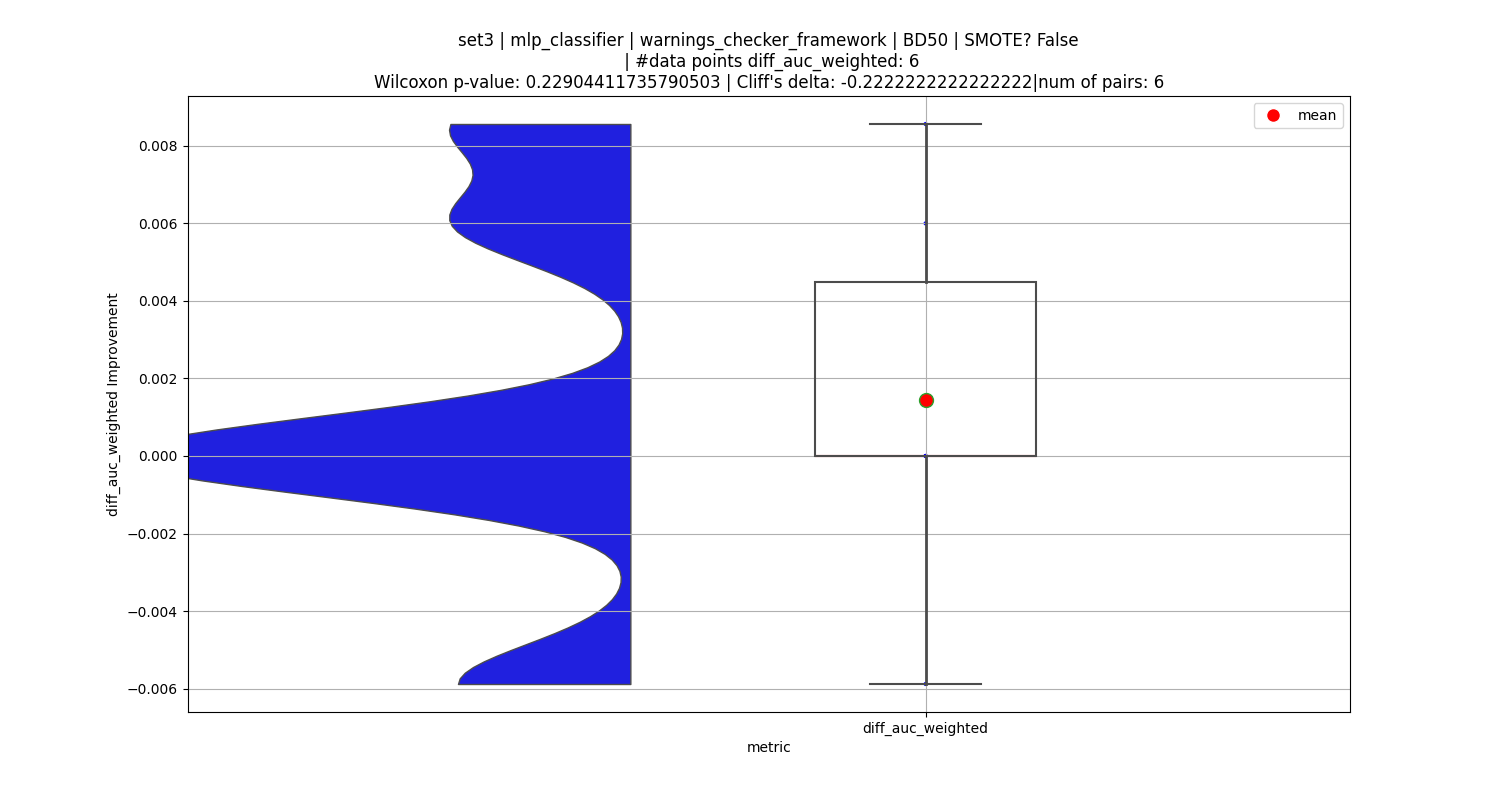 set3 | mlp_classifier | warnings_checker_framework | BD50 | SMOTE? False
| #data points diff_auc_weighted: 6
Wilcoxon p-value: 0.22904411735790503 | Cliff's delta: -0.2222222222222222|num of pairs: 6
mean
0.008
0.006
0.004
0.002
0.000
−0.002
−0.004
−0.006
diff_auc_weighted Improvement
diff_auc_weighted
metric